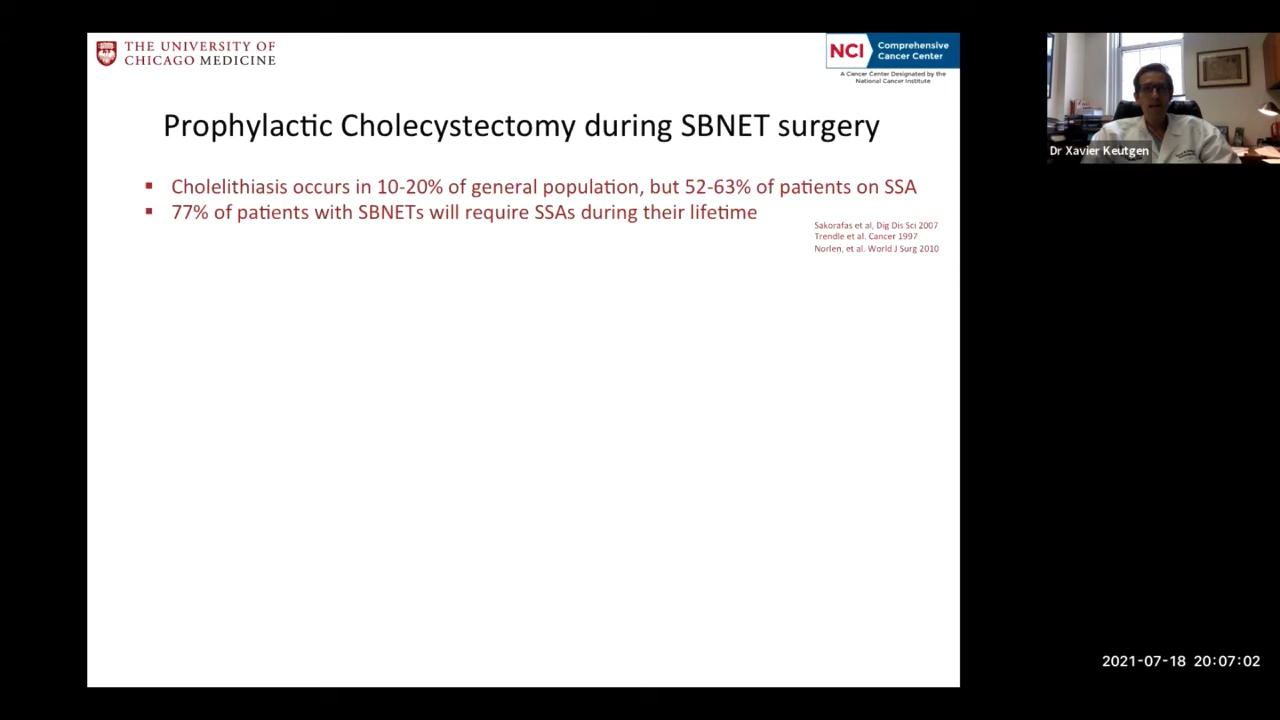 THE UNIVERSITY OF
CHICAGO MEDICINE
NCI Comprehensive
Cancer Center
A Cancer Center Designated by the
National Cancer Institute
Prophylactic Cholecystectomy during SBNET surgery
▪ Cholelithiasis occurs in 10-20% of general population, but 52-63% of patients on SSA
▪ 77% of patients with SBNETs will require SSAs during their lifetime
Sakorafas et al, Dig Dis Sci 2007
Trendle et al. Cancer 1997
Norlen, et al. World J Surg 2010
Dr Xavier Keutgen
2021-07-18 20:07:02